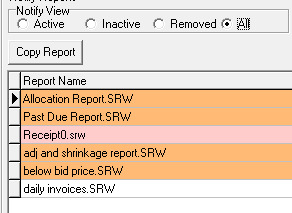 Notify View
Active Inactive Removed All
Copy Report
Report Name
Allocation Report.SRW
Past Due Report.SRW
Receipt0.srw
adj and shrinkage report.SRW
below bid price.SRW
daily invoices.SRW